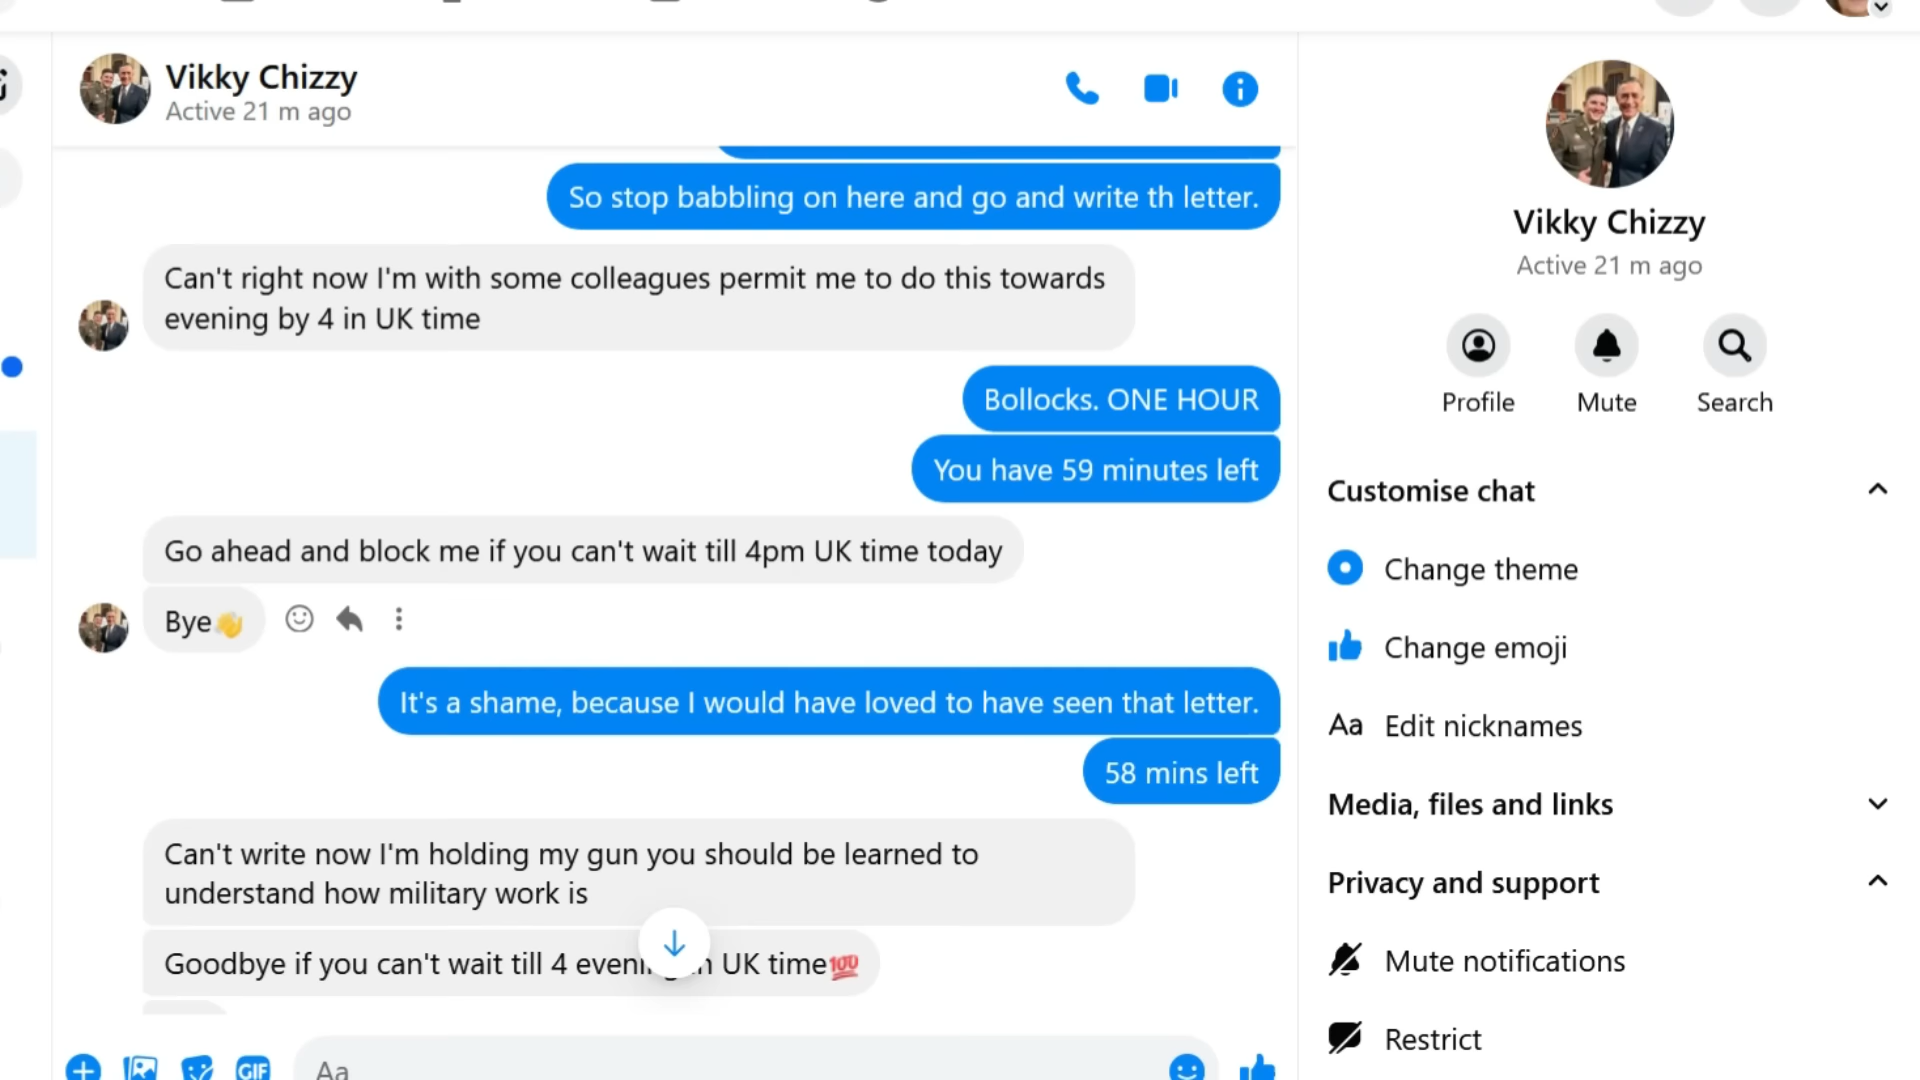 Vikky Chizzy
Active 21 m ago
So stop babbling on here and go and write th letter.
Can't right now I'm with some colleagues permit me to do this towards
evening by 4 in UK time
Bollocks. ONE HOUR
You have 59 minutes left
Go ahead and block me if you can't wait till 4pm UK time today
Bye👋
It's a shame, because I would have loved to have seen that letter.
58 mins left
Can't write now I'm holding my gun you should be learned to
understand how military work is
Goodbye if you can't wait till 4 UK time💯
GIF
Aa
Vikky Chizzy
Active 21 m ago
Profile
Mute
Search
Customise chat
Change theme
Change emoji
Aa Edit nicknames
Media, files and links
Privacy and support
Mute notifications
Restrict